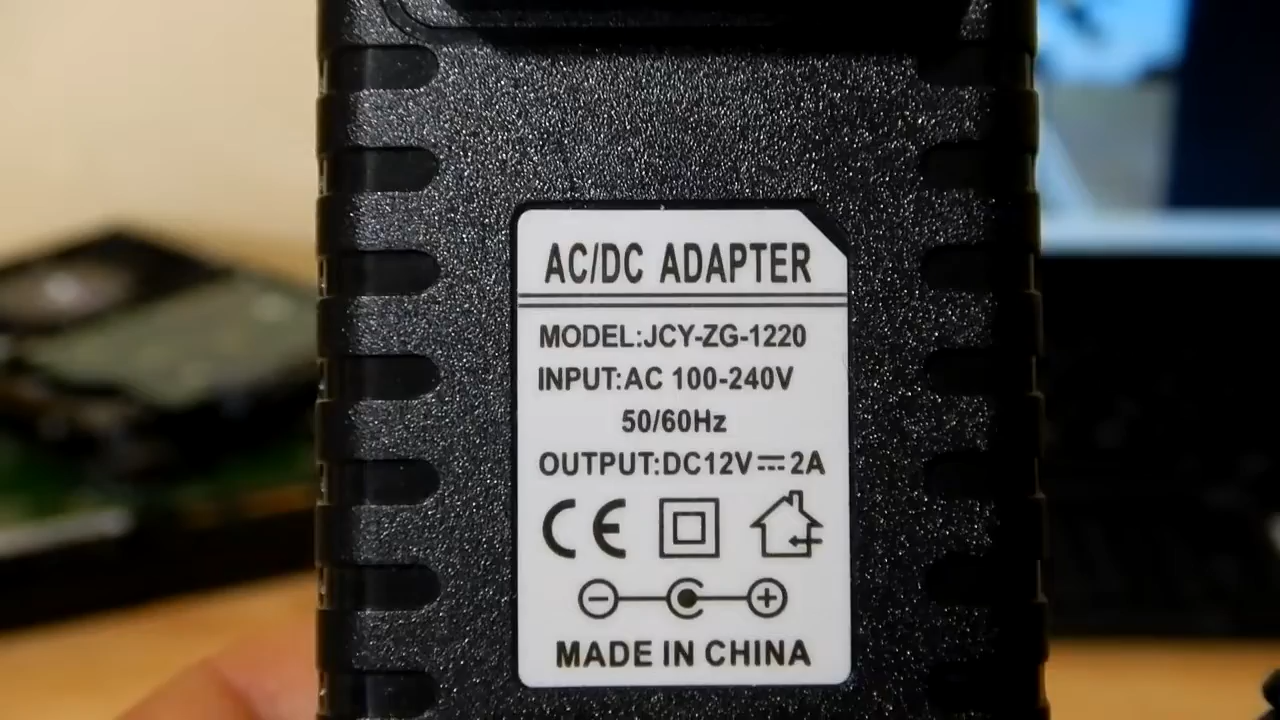 AC/DC ADAPTER
MODEL:JCY-ZG-1220
INPUT:AC 100-240V
50/60Hz
OUTPUT:DC12V⎓2A
CE
MADE IN CHINA